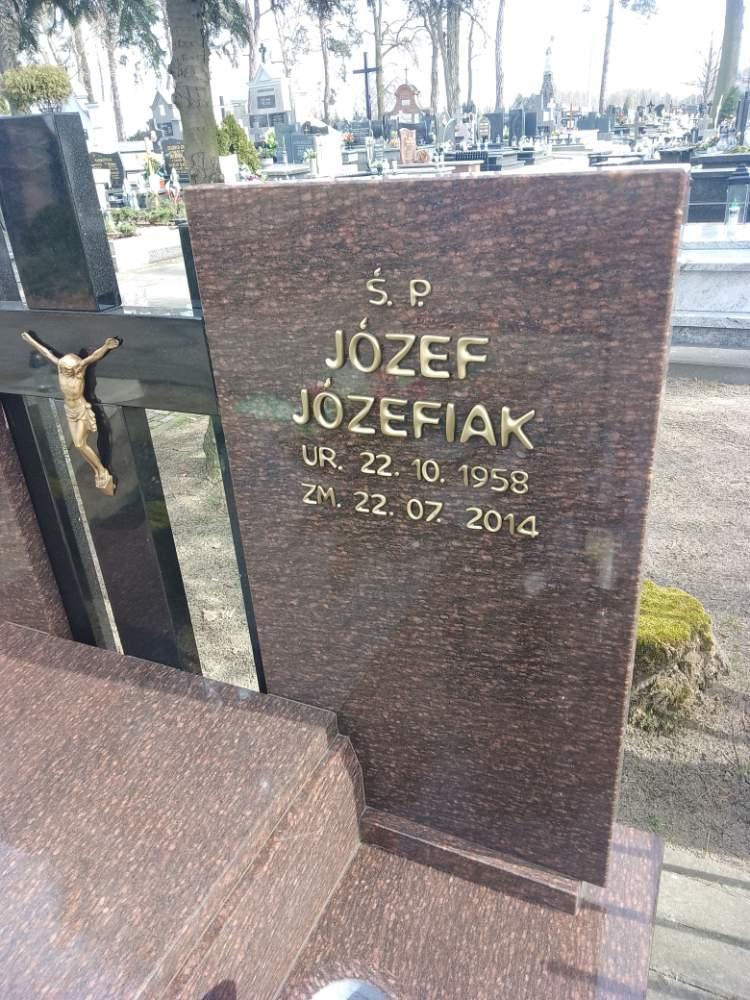 Ś. P.
JÓZEF
JÓZEFIAK
UR. 22. 10. 1958
ZM. 22. 07. 2014